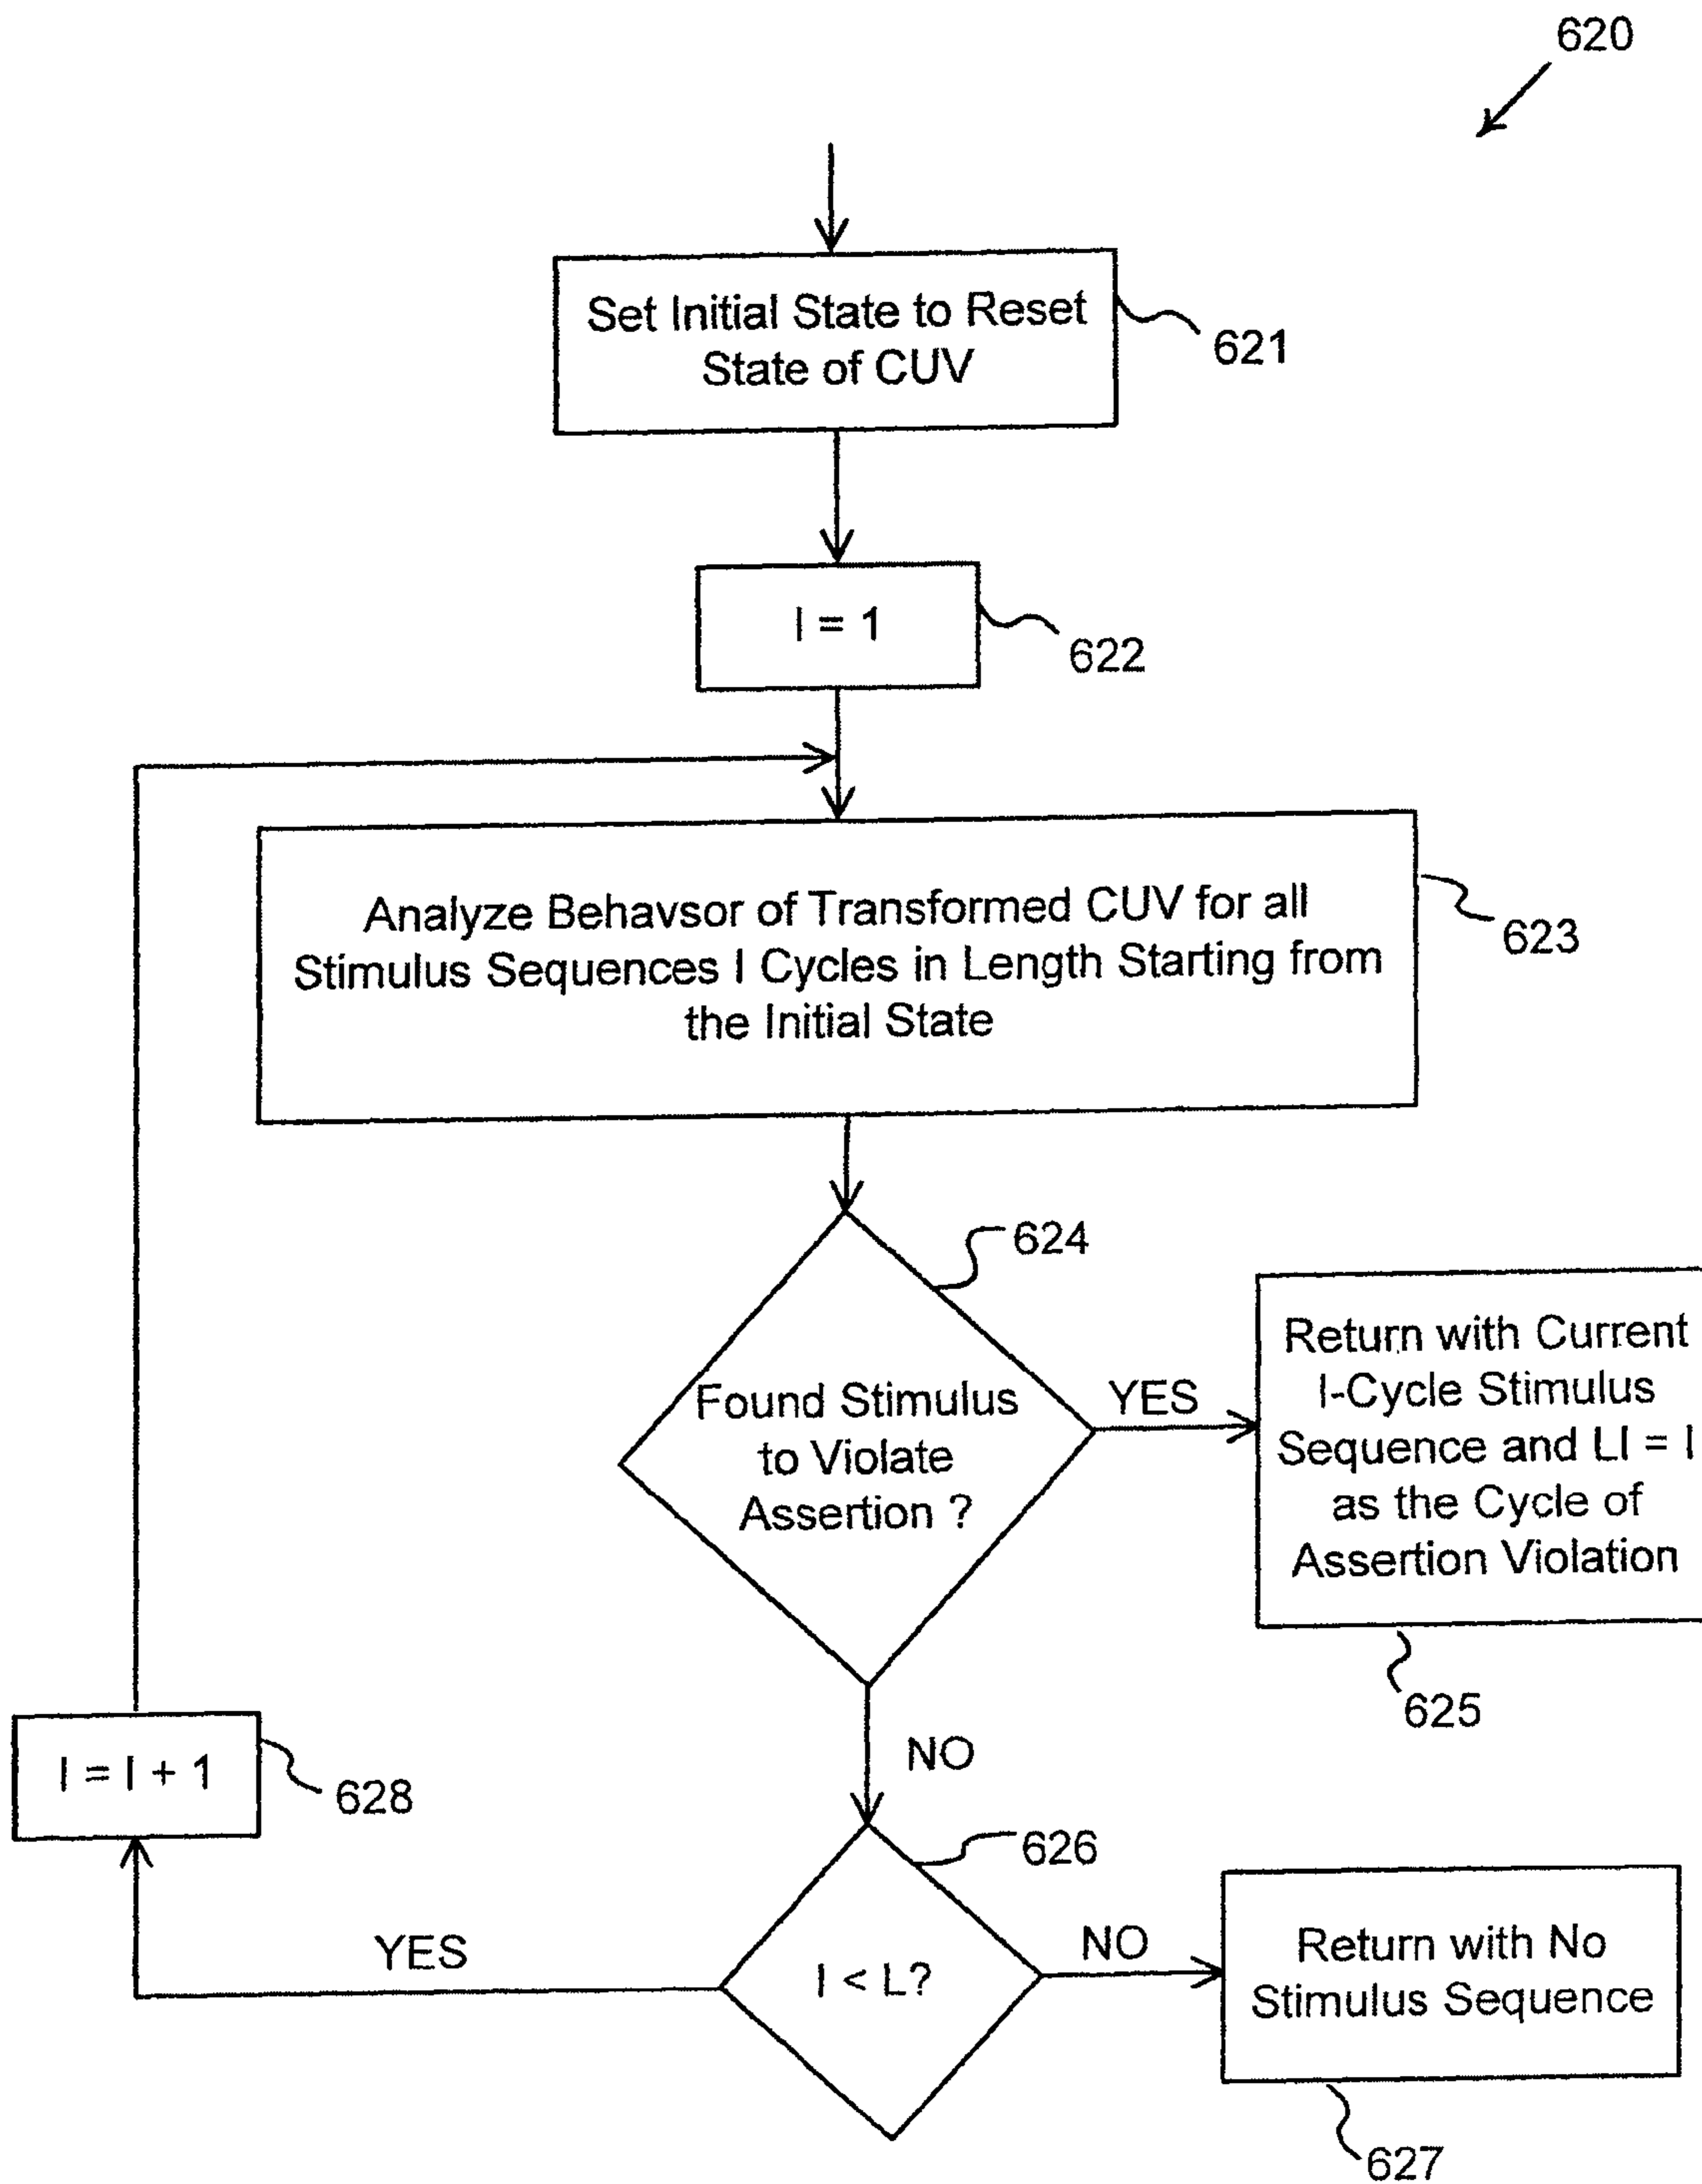 620
Set Initial State to Reset
State of CUV
621
I = 1
622
Analyze Behavsor of Transformed CUV for all
Stimulus Sequences I Cycles in Length Starting from
the Initial State
623
624
Found Stimulus
to Violate
Assertion ?
YES
Return with Current
I-Cycle Stimulus
Sequence and LI = I
as the Cycle of
Assertion Violation
625
NO
I = I + 1
628
626
I < L?
YES
NO
Return with No
Stimulus Sequence
627